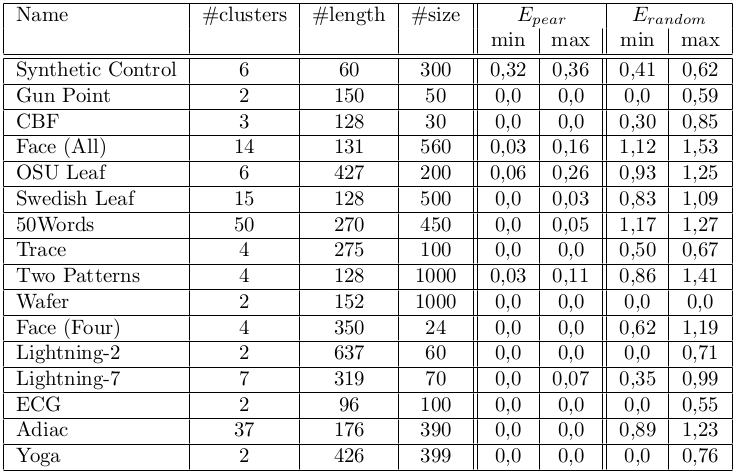 Name #clusters #length #size E_pear E_random
min max min max
Synthetic Control 6 60 300 0,32 0,36 0,41 0,62
Gun Point 2 150 50 0,0 0,0 0,0 0,59
CBF 3 128 30 0,0 0,0 0,30 0,85
Face (All) 14 131 560 0,03 0,16 1,12 1,53
OSU Leaf 6 427 200 0,06 0,26 0,93 1,25
Swedish Leaf 15 128 500 0,0 0,03 0,83 1,09
50Words 50 270 450 0,0 0,05 1,17 1,27
Trace 4 275 100 0,0 0,0 0,50 0,67
Two Patterns 4 128 1000 0,03 0,11 0,86 1,41
Wafer 2 152 1000 0,0 0,0 0,0 0,0
Face (Four) 4 350 24 0,0 0,0 0,62 1,19
Lightning-2 2 637 60 0,0 0,0 0,0 0,71
Lightning-7 7 319 70 0,0 0,07 0,35 0,99
ECG 2 96 100 0,0 0,0 0,0 0,55
Adiac 37 176 390 0,0 0,0 0,89 1,23
Yoga 2 426 399 0,0 0,0 0,0 0,76